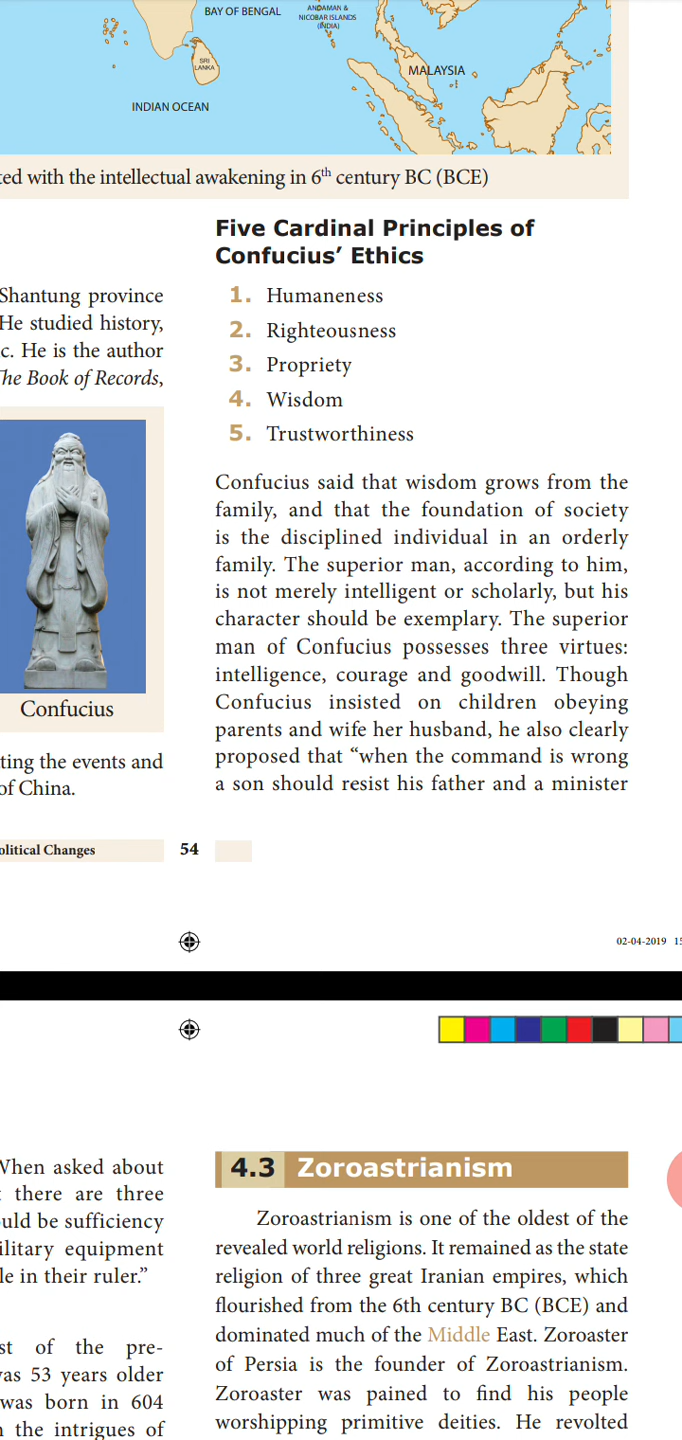 BAY OF BENGAL
ANDAMAN &
NICOBAR ISLANDS
(INDIA)
SRI
LANKA
MALAYSIA
INDIAN OCEAN
ted with the intellectual awakening in 6th century BC (BCE)
Shantung province
He studied history,
c. He is the author
The Book of Records,
Confucius
ting the events and
of China.
Five Cardinal Principles of
Confucius’ Ethics
1. Humaneness
2. Righteousness
3. Propriety
4. Wisdom
5. Trustworthiness
Confucius said that wisdom grows from the
family, and that the foundation of society
is the disciplined individual in an orderly
family. The superior man, according to him,
is not merely intelligent or scholarly, but his
character should be exemplary. The superior
man of Confucius possesses three virtues:
intelligence, courage and goodwill. Though
Confucius insisted on children obeying
parents and wife her husband, he also clearly
proposed that “when the command is wrong
a son should resist his father and a minister
olitical Changes 54
02-04-2019 15
When asked about
there are three
ould be sufficiency
ilitary equipment
le in their ruler.”
st of the pre-
was 53 years older
was born in 604
the intrigues of
4.3 Zoroastrianism
Zoroastrianism is one of the oldest of the
revealed world religions. It remained as the state
religion of three great Iranian empires, which
flourished from the 6th century BC (BCE) and
dominated much of the Middle East. Zoroaster
of Persia is the founder of Zoroastrianism.
Zoroaster was pained to find his people
worshipping primitive deities. He revolted